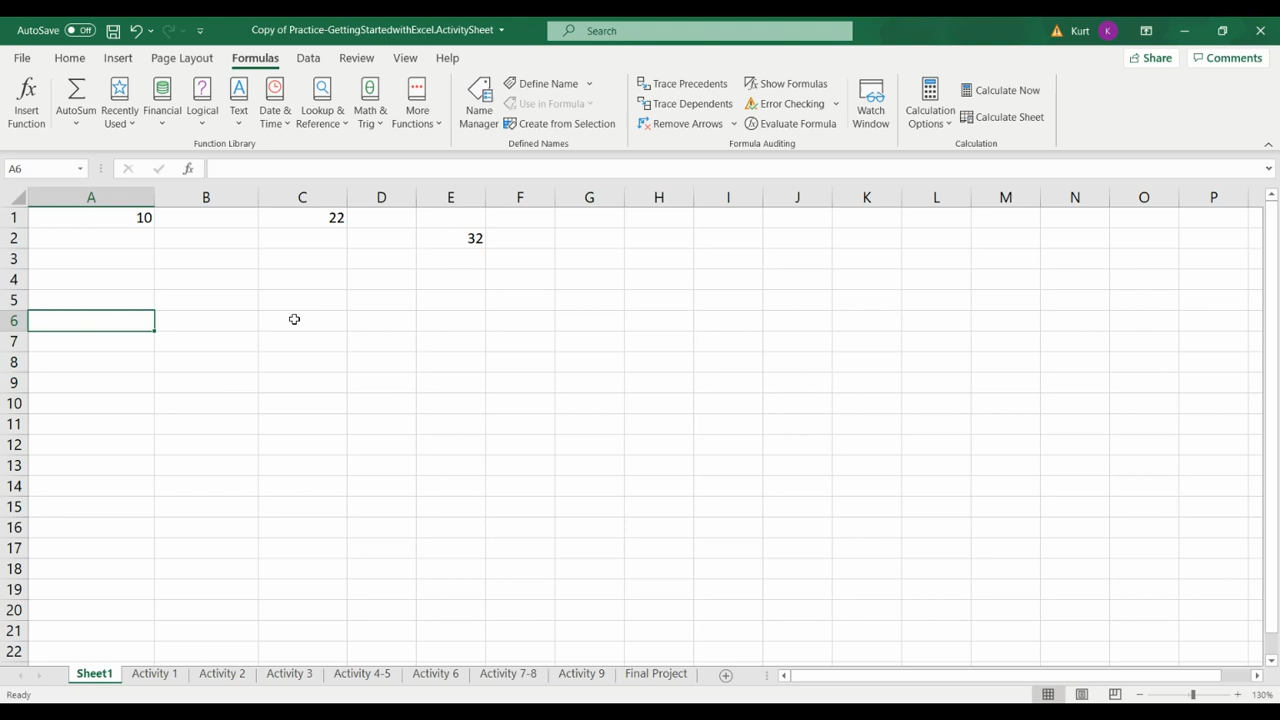 AutoSave Off Copy of Practice-GettingStartedwithExcel.ActivitySheet Search Kurt K
File Home Insert Page Layout Formulas Data Review View Help Share Comments
Insert Function AutoSum Recently Used Financial Logical Text Date & Time Lookup & Reference Math & Trig More Functions
Function Library
Name Manager Define Name Use in Formula Create from Selection
Defined Names
Trace Precedents Trace Dependents Remove Arrows Show Formulas Error Checking Evaluate Formula
Formula Auditing
Watch Window
Calculation Options Calculate Now Calculate Sheet
Calculation
A6 fx
A B C D E F G H I J K L M N O P
1 10 22
2 32
3
4
5
6
7
8
9
10
11
12
13
14
15
16
17
18
19
20
21
22
Sheet1 Activity 1 Activity 2 Activity 3 Activity 4-5 Activity 6 Activity 7-8 Activity 9 Final Project
Ready 130%